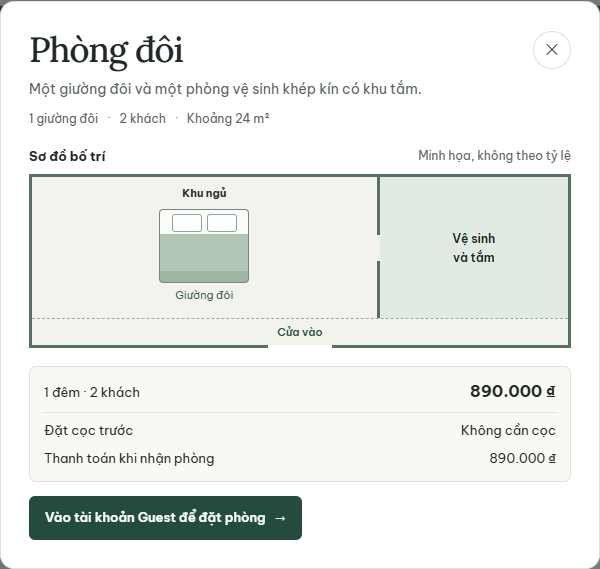 Phòng đôi
Một giường đôi và một phòng vệ sinh khép kín có khu tắm.
1 giường đôi · 2 khách · Khoảng 24 m²
Sơ đồ bố trí
Minh họa, không theo tỷ lệ
Khu ngủ
Giường đôi
Vệ sinh
và tắm
Cửa vào
1 đêm · 2 khách
890.000 ₫
Đặt cọc trước
Không cần cọc
Thanh toán khi nhận phòng
890.000 ₫
Vào tài khoản Guest để đặt phòng →